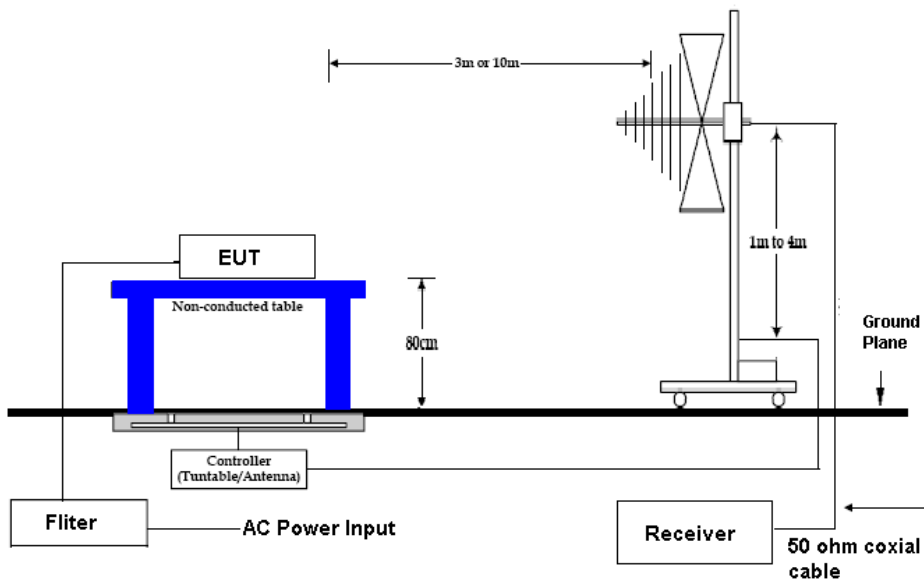 3m or 10m
EUT
Non-conducted table
80cm
1m to 4m
Ground
Plane
Controller
(Tuntable/Antenna)
Fliter
AC Power Input
Receiver
50 ohm coxial
cable